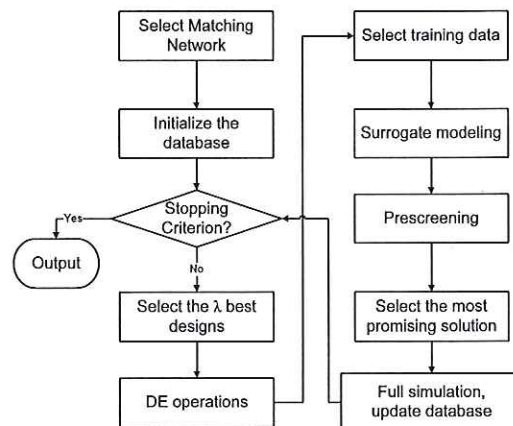 Select Matching
Network
Initialize the
database
Stopping
Criterion?
Yes
Output
No
Select the λ best
designs
DE operations
Select training data
Surrogate modeling
Prescreening
Select the most
promising solution
Full simulation,
update database